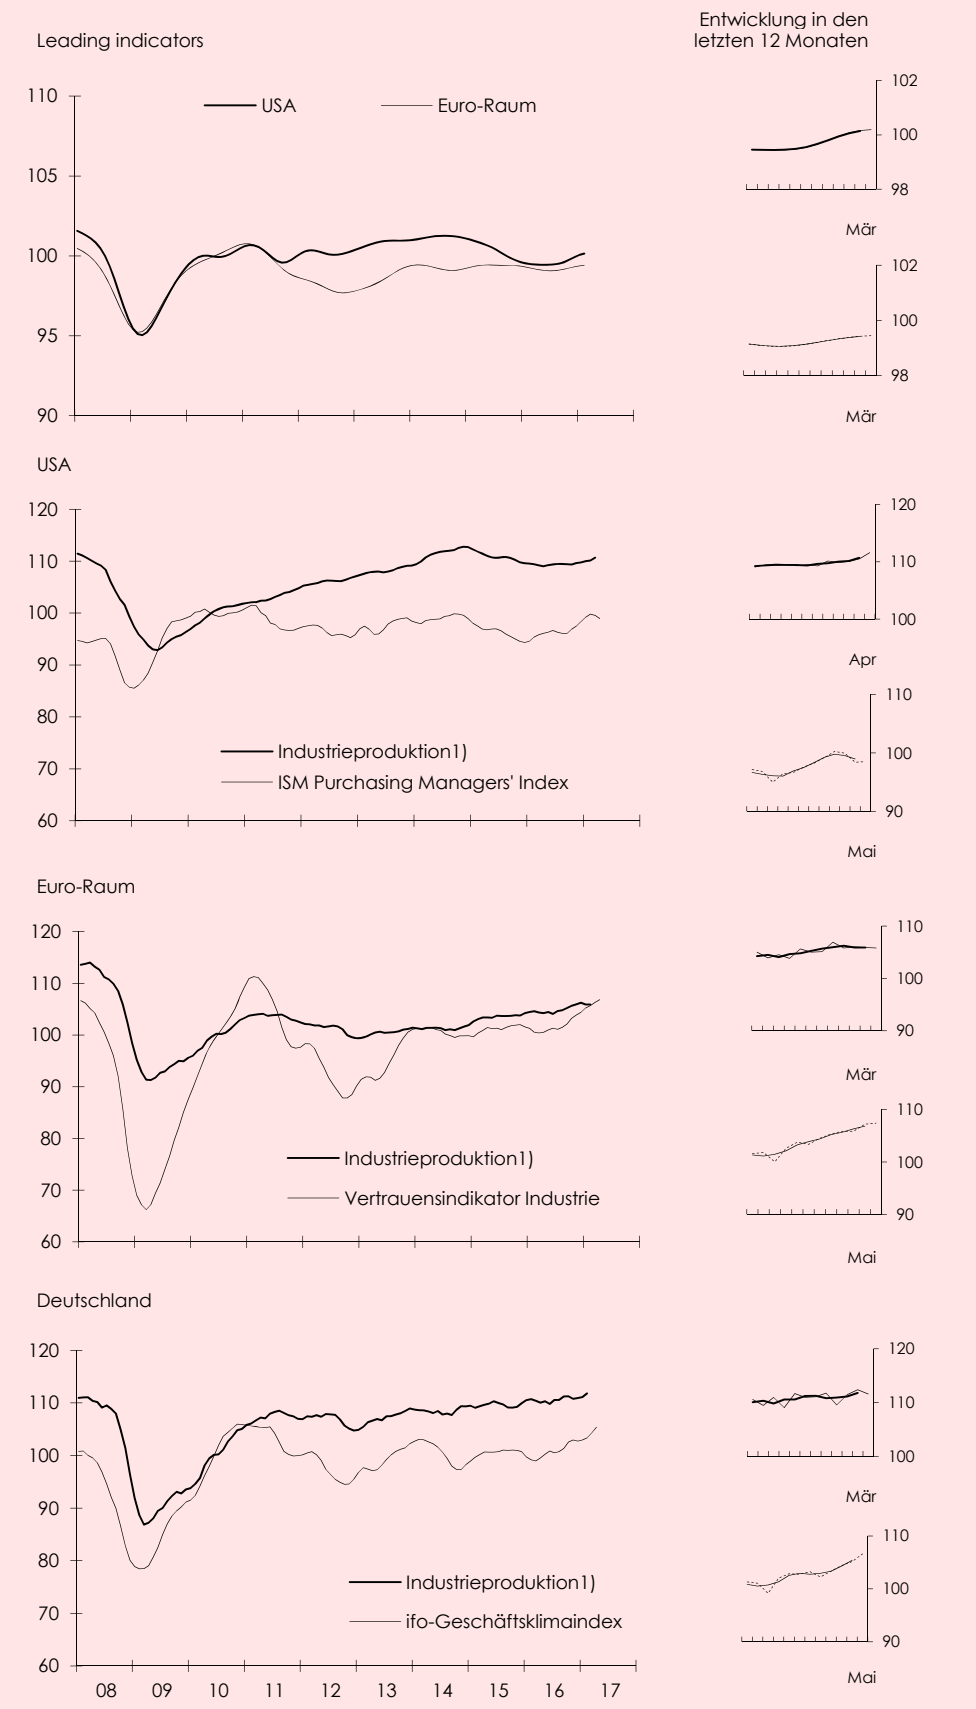 Entwicklung in den
letzten 12 Monaten
Leading indicators
110
105
100
95
90
USA
Euro-Raum
102
100
98
Mär
102
100
98
Mär
USA
120
110
100
90
80
70
60
Industrieproduktion1)
ISM Purchasing Managers' Index
120
110
100
Apr
110
100
90
Mai
Euro-Raum
120
110
100
90
80
70
60
Industrieproduktion1)
Vertrauensindikator Industrie
110
100
90
Mär
110
100
90
Mai
Deutschland
120
110
100
90
80
70
60
Industrieproduktion1)
ifo-Geschäftsklimaindex
08 09 10 11 12 13 14 15 16 17
120
110
100
Mär
110
100
90
Mai